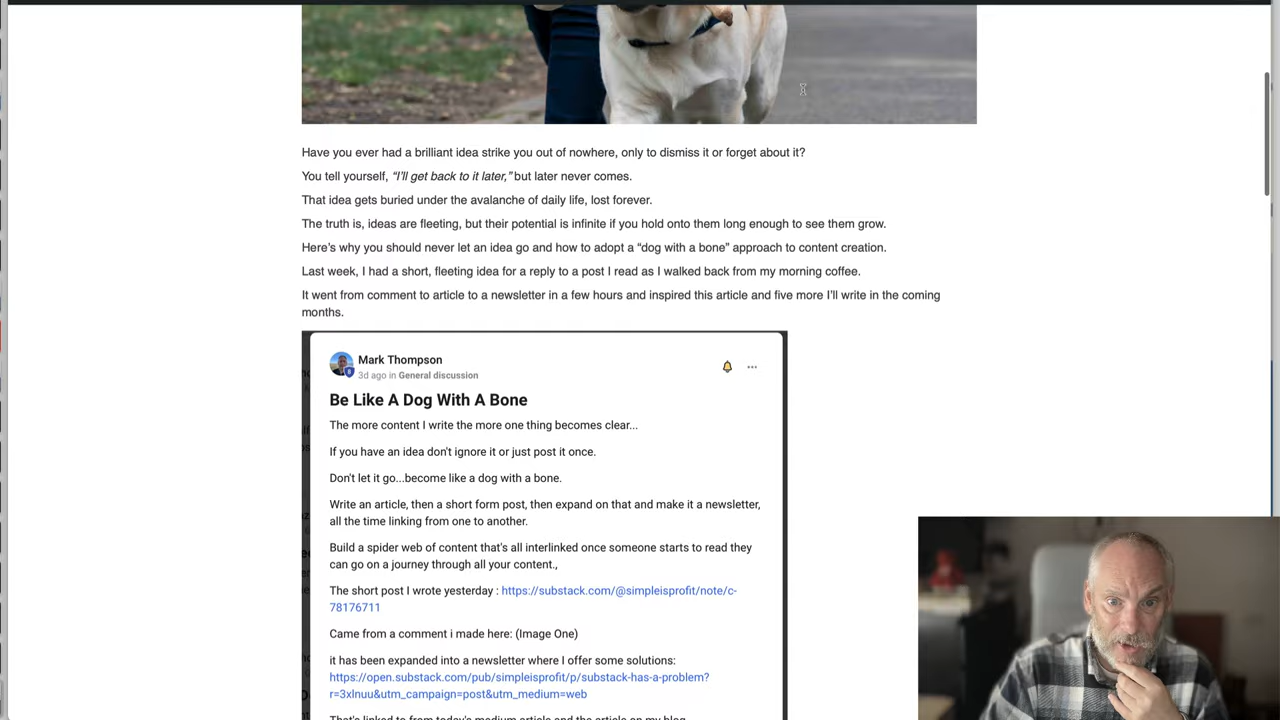 Have you ever had a brilliant idea strike you out of nowhere, only to dismiss it or forget about it?
You tell yourself, “I’ll get back to it later,” but later never comes.
That idea gets buried under the avalanche of daily life, lost forever.
The truth is, ideas are fleeting, but their potential is infinite if you hold onto them long enough to see them grow.
Here’s why you should never let an idea go and how to adopt a “dog with a bone” approach to content creation.
Last week, I had a short, fleeting idea for a reply to a post I read as I walked back from my morning coffee.
It went from comment to article to a newsletter in a few hours and inspired this article and five more I’ll write in the coming
months.
Mark Thompson
3d ago in General discussion
Be Like A Dog With A Bone
The more content I write the more one thing becomes clear...
If you have an idea don't ignore it or just post it once.
Don't let it go...become like a dog with a bone.
Write an article, then a short form post, then expand on that and make it a newsletter,
all the time linking from one to another.
Build a spider web of content that's all interlinked once someone starts to read they
can go on a journey through all your content.,
The short post I wrote yesterday : https://substack.com/@simpleisprofit/note/c-
78176711
Came from a comment i made here: (Image One)
it has been expanded into a newsletter where I offer some solutions:
https://open.substack.com/pub/simpleisprofit/p/substack-has-a-problem?
r=3xlnuu&utm_campaign=post&utm_medium=web
That's linked to from today's medium article and the article on my blog